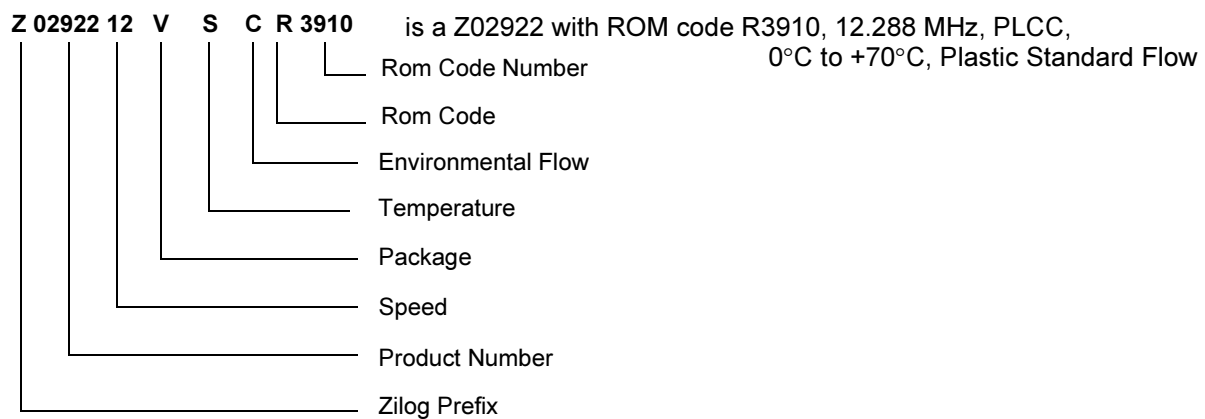 Z 02922 12 V S C R 3910 is a Z02922 with ROM code R3910, 12.288 MHz, PLCC,
0°C to +70°C, Plastic Standard Flow
Rom Code Number
Rom Code
Environmental Flow
Temperature
Package
Speed
Product Number
Zilog Prefix